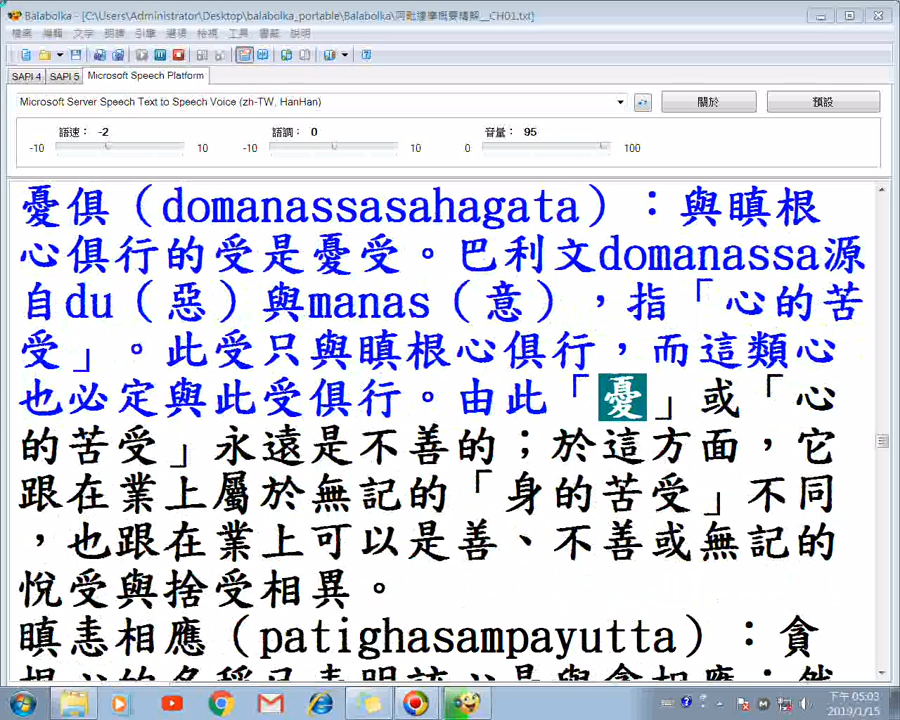 Balabolka - [C:\Users\Administrator\Desktop\balabolka_portable\Balabolka\阿毗達摩概要精解__CH01.txt]
檔案 編輯 文字 朗讀 引擎 選項 檢視 工具 書籤 說明
SAPI 4 SAPI 5 Microsoft Speech Platform
Microsoft Server Speech Text to Speech Voice (zh-TW, HanHan) 關於 預設
語速： -2 語調： 0 音量： 95
-10 10 -10 10 0 100
憂俱（domanassasahagata）：與瞋根
心俱行的受是憂受。巴利文domanassa源
自du（惡）與manas（意），指「心的苦
受」。此受只與瞋根心俱行，而這類心
也必定與此受俱行。由此「憂」或「心
的苦受」永遠是不善的；於這方面，它
跟在業上屬於無記的「身的苦受」不同
，也跟在業上可以是善、不善或無記的
悅受與捨受相異。
瞋恚相應（patighasampayutta）：貪
下午 05:03
2019/1/15